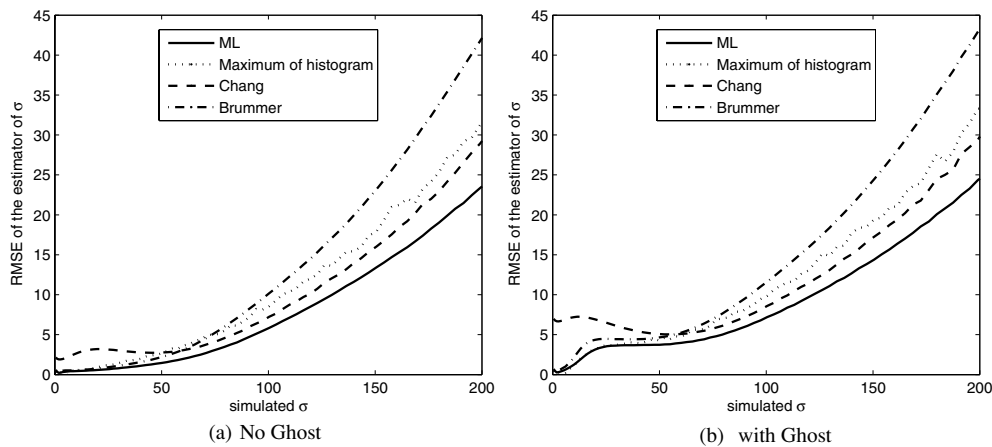 (a)
45
40
35
30
25
20
15
10
5
0
RMSE of the estimator of σ
ML
Maximum of histogram
Chang
Brummer
0 50 100 150 200
simulated σ
(a) No Ghost
(b)
45
40
35
30
25
20
15
10
5
0
RMSE of the estimator of σ
ML
Maximum of histogram
Chang
Brummer
0 50 100 150 200
simulated σ
(b) with Ghost